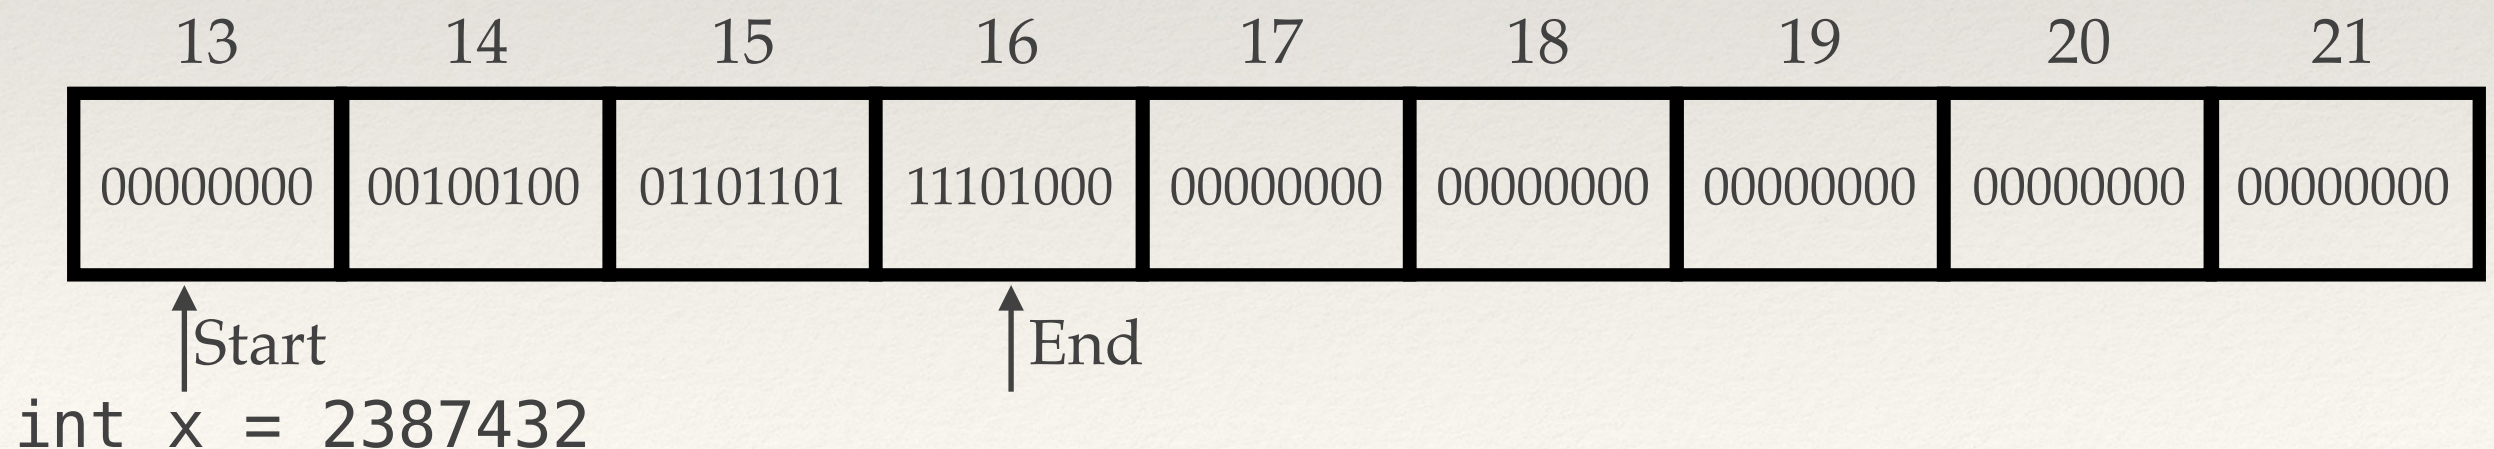 13 14 15 16 17 18 19 20 21
00000000 00100100 01101101 11101000 00000000 00000000 00000000 00000000 00000000
Start End
int x = 2387432